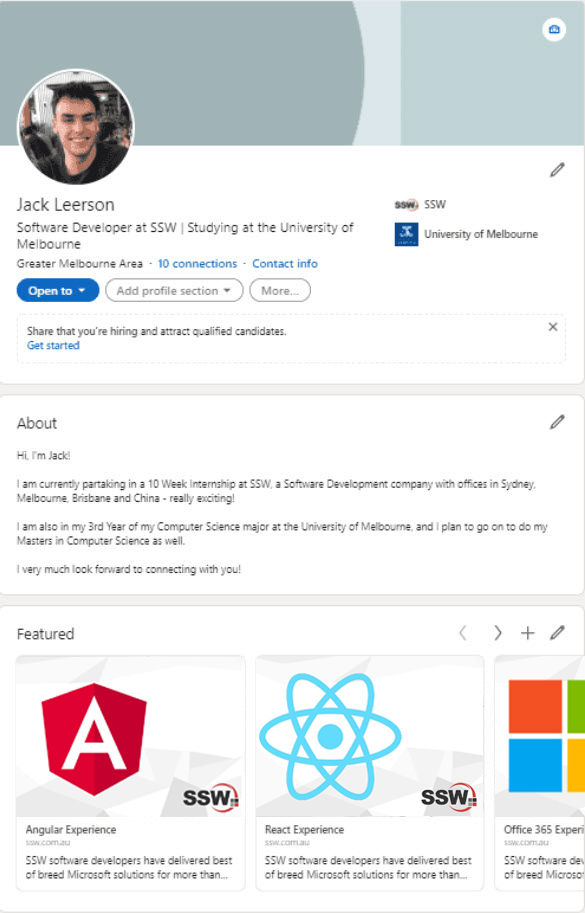 Jack Leerson
Software Developer at SSW | Studying at the University of
Melbourne
Greater Melbourne Area · 10 connections · Contact info
Open to
Add profile section
More...
SSW SSW
University of Melbourne
Share that you're hiring and attract qualified candidates.
Get started
About
Hi, I'm Jack!
I am currently partaking in a 10 Week Internship at SSW, a Software Development company with offices in Sydney,
Melbourne, Brisbane and China - really exciting!
I am also in my 3rd Year of my Computer Science major at the University of Melbourne, and I plan to go on to do my
Masters in Computer Science as well.
I very much look forward to connecting with you!
Featured
A
SSW
Angular Experience
ssw.com.au
SSW software developers have delivered best
of breed Microsoft solutions for more than...
SSW
React Experience
ssw.com.au
SSW software developers have delivered best
of breed Microsoft solutions for more than...
Office 365 Experi
ssw.com.au
SSW software dev
of breed Microsoft